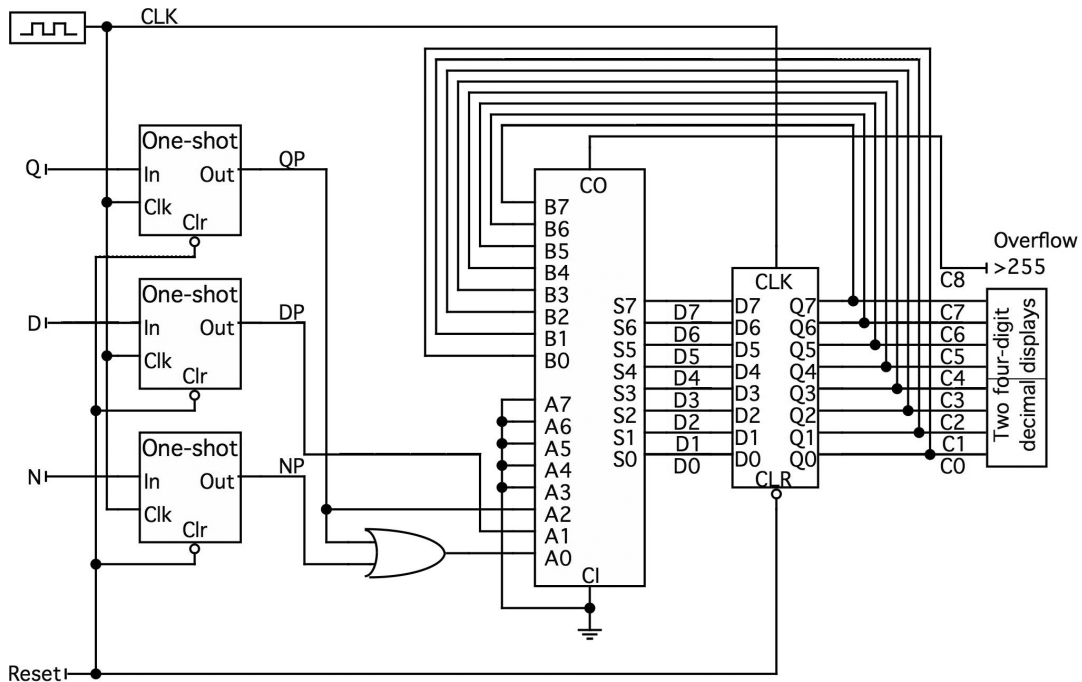 CLK
One-shot
Q
In
Out
QP
Clk
Clr
One-shot
D
In
Out
DP
Clk
Clr
One-shot
N
In
Out
NP
Clk
Clr
Reset
CO
B7
B6
B5
B4
B3
B2
B1
B0
A7
A6
A5
A4
A3
A2
A1
A0
CI
S7
S6
S5
S4
S3
S2
S1
S0
D7
D6
D5
D4
D3
D2
D1
D0
CLK
D7
D6
D5
D4
D3
D2
D1
D0
Q7
Q6
Q5
Q4
Q3
Q2
Q1
Q0
CLR
Overflow
>255
C8
C7
C6
C5
C4
C3
C2
C1
C0
Two four-digit
decimal displays